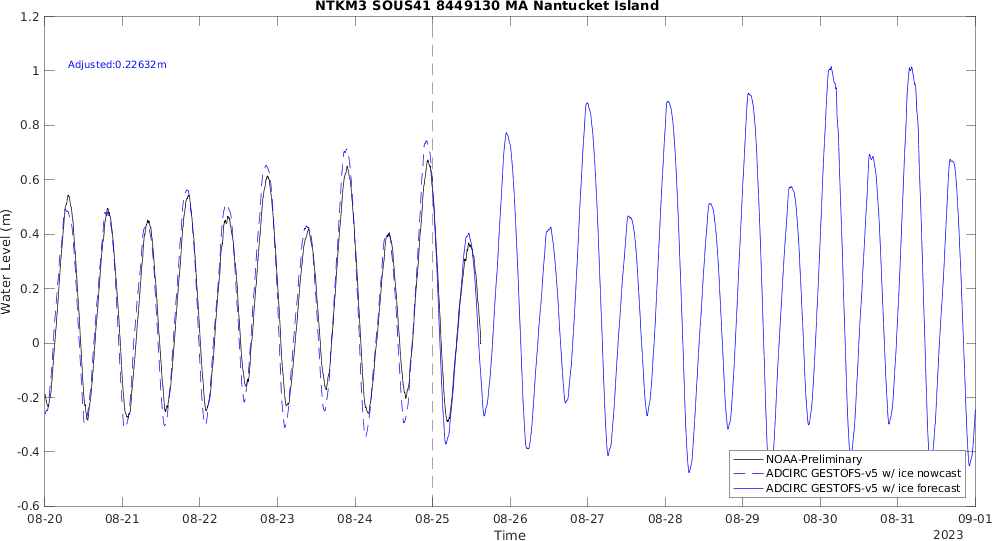 NTKM3 SOUS41 8449130 MA Nantucket Island
1.2
1
0.8
0.6
0.4
0.2
0
-0.2
-0.4
-0.6
Water Level (m)
Adjusted:0.22632m
NOAA-Preliminary
ADCIRC GESTOFS-v5 w/ ice nowcast
ADCIRC GESTOFS-v5 w/ ice forecast
08-20 08-21 08-22 08-23 08-24 08-25 08-26 08-27 08-28 08-29 08-30 08-31 09-01
Time
2023